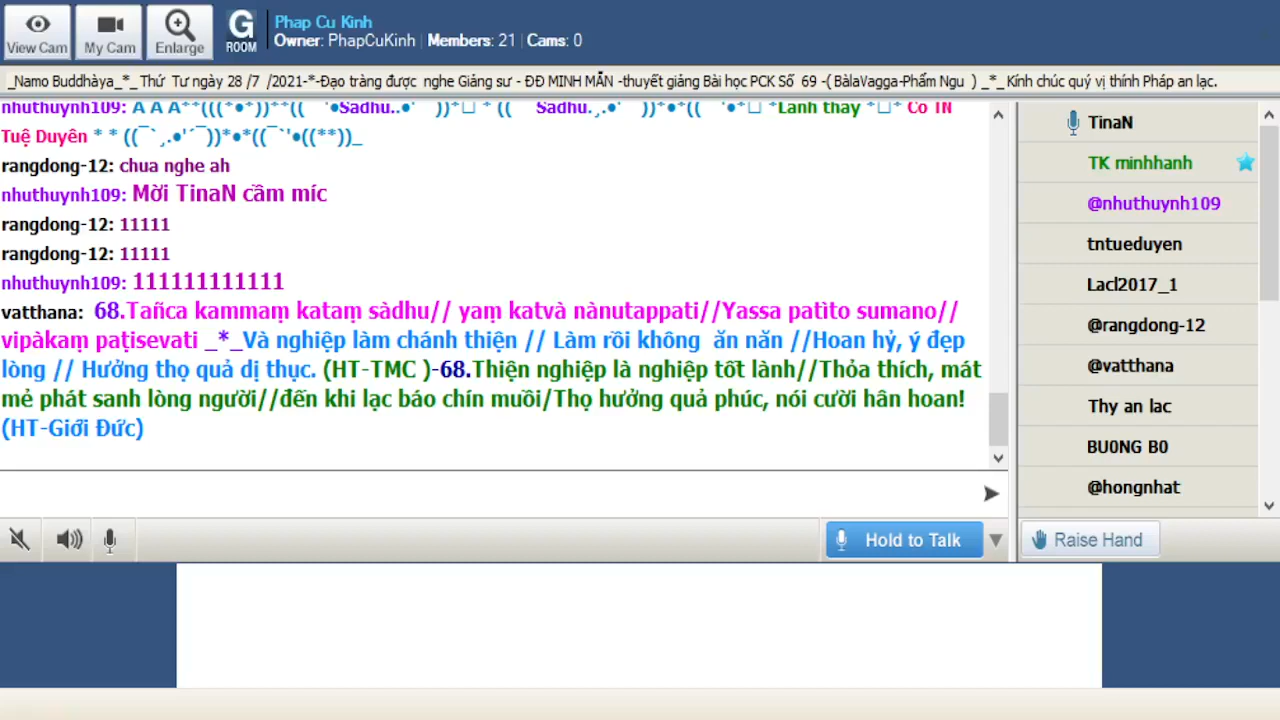 View Cam
My Cam
Enlarge
G
ROOM
Phap Cu Kinh
Owner: PhapCuKinh | Members: 21 | Cams: 0
_Namo Buddhàya_*_ Thứ Tư ngày 28 /7 /2021-*-Đạo tràng được nghe Giảng sư - ĐĐ MINH MẪN -thuyết giảng Bài học PCK Số 69 -( BàlaVagga-Phẩm Ngu ) _*_Kính chúc quý vị thính Pháp an lạc.
nhuthuynh109: Sadhu Sadhu Lành thay Cô TN
Tuệ Duyên * * ((¯`¸.●'´¯))*●*((¯`'●((**))_
rangdong-12: chua nghe ah
nhuthuynh109: Mời TinaN cầm míc
rangdong-12: 11111
rangdong-12: 11111
nhuthuynh109: 111111111111
vatthana: 68.Tañca kammaṃ kataṃ sàdhu// yaṃ katvà nànutappati//Yassa patìto sumano//
vipàkaṃ paṭisevati _*_Và nghiệp làm chánh thiện // Làm rồi không ăn năn //Hoan hỷ, ý đẹp
lòng // Hưởng thọ quả dị thục. (HT-TMC )-68.Thiện nghiệp là nghiệp tốt lành//Thỏa thích, mát
mẻ phát sanh lòng người//đến khi lạc báo chín muồi/Thọ hưởng quả phúc, nói cười hân hoan!
(HT-Giới Đức)
TinaN
TK minhhanh
@nhuthuynh109
tntueduyen
Lacl2017_1
@rangdong-12
@vatthana
Thy an lac
BU0NG B0
@hongnhat
Hold to Talk
Raise Hand